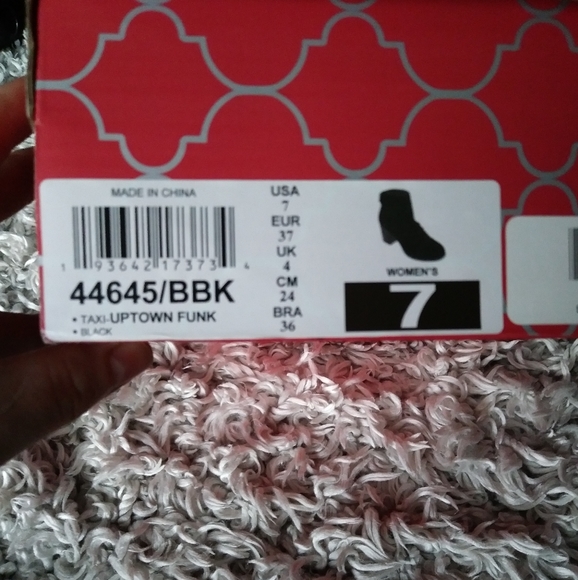 MADE IN CHINA
1 93642 17373 4
44645/BBK
• TAXI-UPTOWN FUNK
• BLACK
USA
7
EUR
37
UK
4
CM
24
BRA
36
WOMEN'S
7